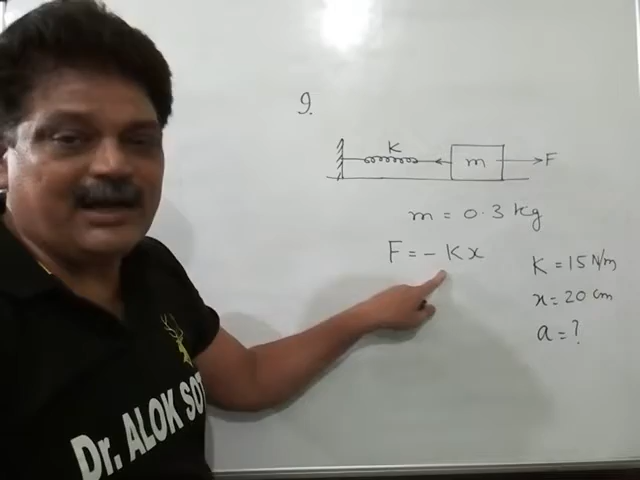 9.
K
m
F
m = 0.3 kg
F = - Kx
K = 15 N/m
x = 20 cm
a = ?
Dr. ALOK SO